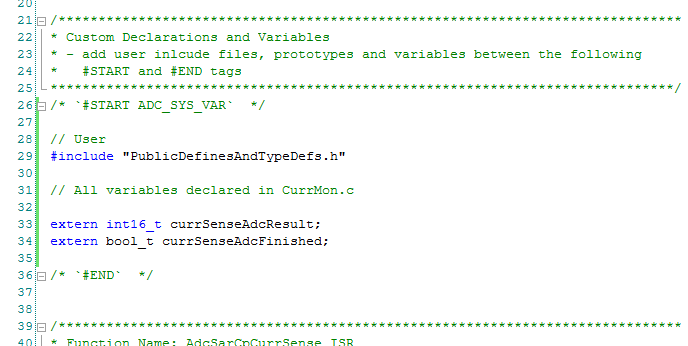 20
21 /******************************************************************************
22 * Custom Declarations and Variables
23 * - add user inlcude files, prototypes and variables between the following
24 *   #START and #END tags
25 ******************************************************************************/
26 /* `#START ADC_SYS_VAR`  */
27
28 // User
29 #include "PublicDefinesAndTypeDefs.h"
30
31 // All variables declared in CurrMon.c
32
33 extern int16_t currSenseAdcResult;
34 extern bool_t currSenseAdcFinished;
35
36 /* `#END`  */
37
38
39 /******************************************************************************
40 * Function Name: AdcSarCpCurrSense_ISR